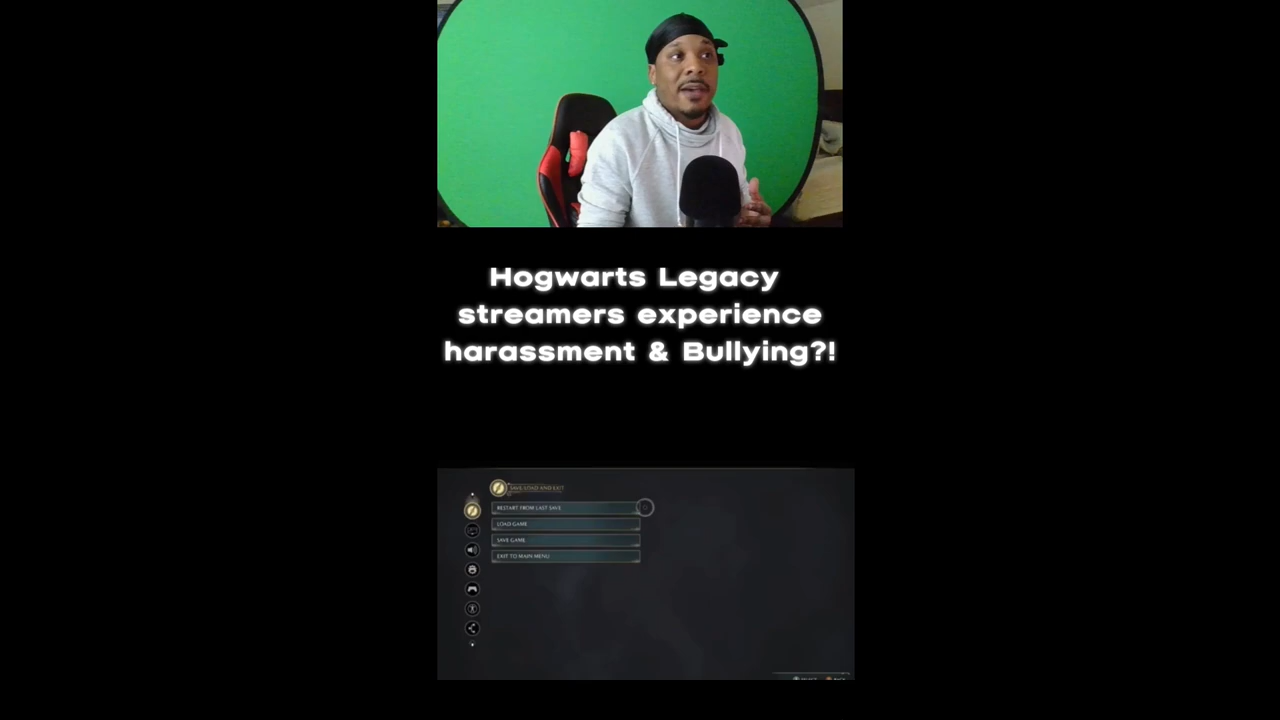 Hogwarts Legacy
streamers experience
harassment & Bullying?!
SAVE, LOAD AND EXIT
RESTART FROM LAST SAVE
LOAD GAME
SAVE GAME
EXIT TO MAIN MENU